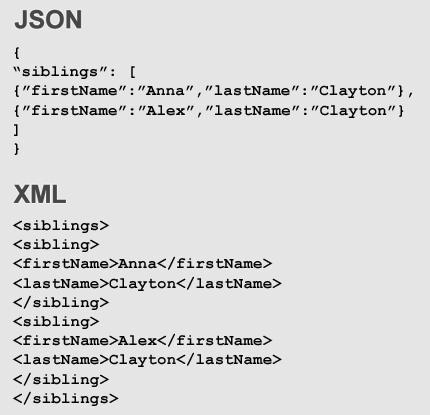 JSON
{
“siblings”: [
{”firstName”:”Anna”,”lastName”:”Clayton”},
{”firstName”:”Alex”,”lastName”:”Clayton”}
]
}
XML
<siblings>
<sibling>
<firstName>Anna</firstName>
<lastName>Clayton</lastName>
</sibling>
<sibling>
<firstName>Alex</firstName>
<lastName>Clayton</lastName>
</sibling>
</siblings>